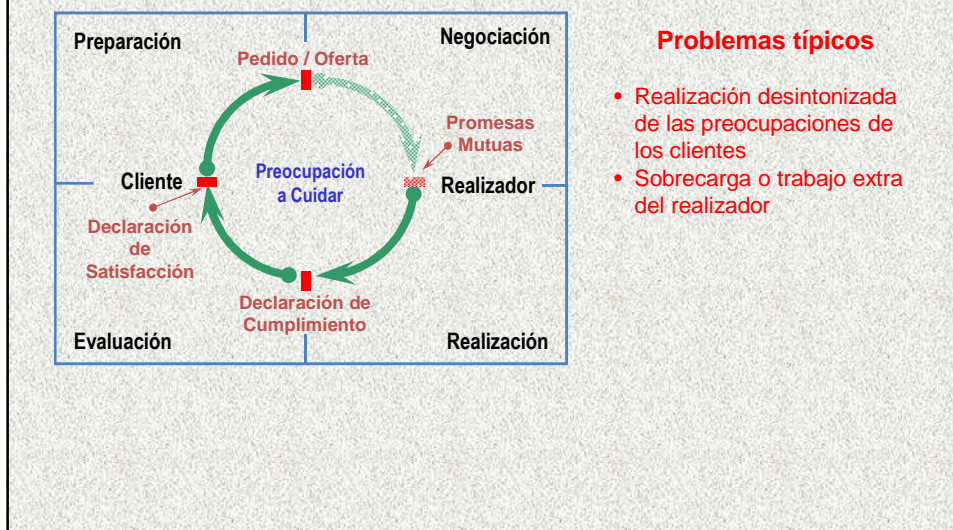 Preparación
Negociación
Pedido / Oferta
Promesas
Mutuas
Cliente
Preocupación
a Cuidar
Realizador
Declaración
de
Satisfacción
Declaración de
Cumplimiento
Evaluación
Realización
Problemas típicos
• Realización desintonizada
de las preocupaciones de
los clientes
• Sobrecarga o trabajo extra
del realizador